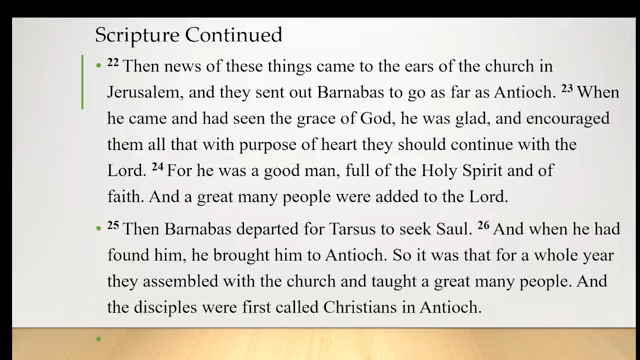 Scripture Continued
• 22 Then news of these things came to the ears of the church in
Jerusalem, and they sent out Barnabas to go as far as Antioch. 23 When
he came and had seen the grace of God, he was glad, and encouraged
them all that with purpose of heart they should continue with the
Lord. 24 For he was a good man, full of the Holy Spirit and of
faith. And a great many people were added to the Lord.
• 25 Then Barnabas departed for Tarsus to seek Saul. 26 And when he had
found him, he brought him to Antioch. So it was that for a whole year
they assembled with the church and taught a great many people. And
the disciples were first called Christians in Antioch.
•